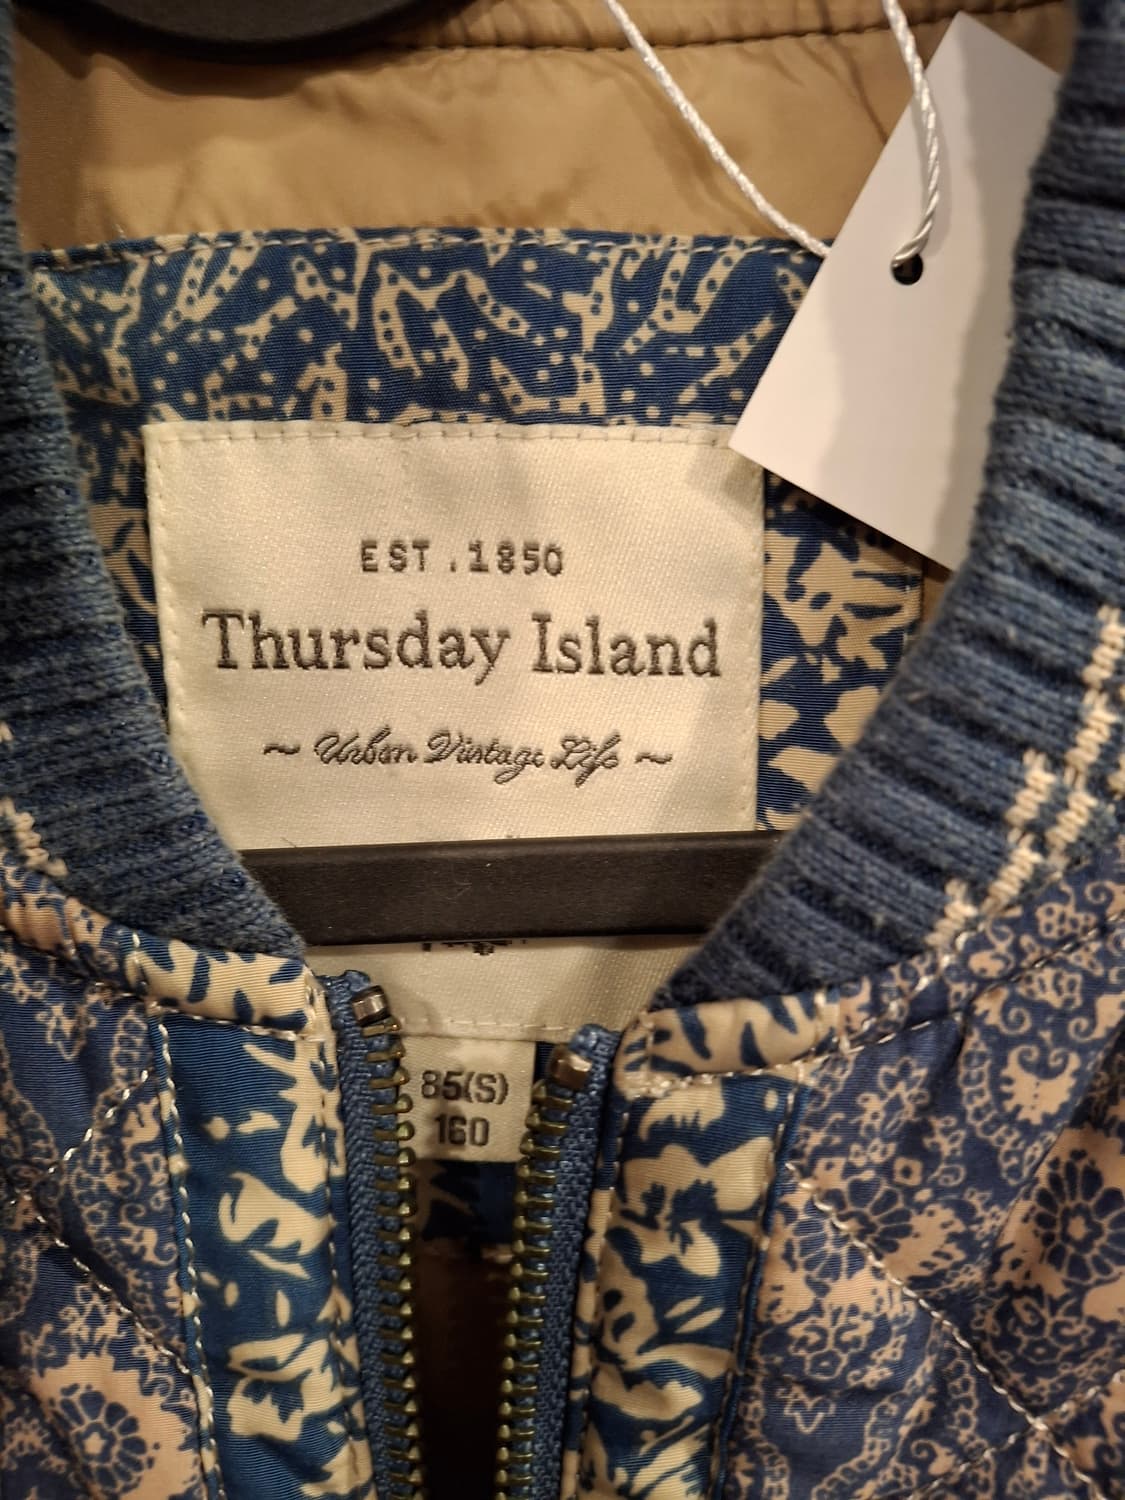 EST.1850
Thursday Island
~ Urban Vintage Life ~
85(S)
160